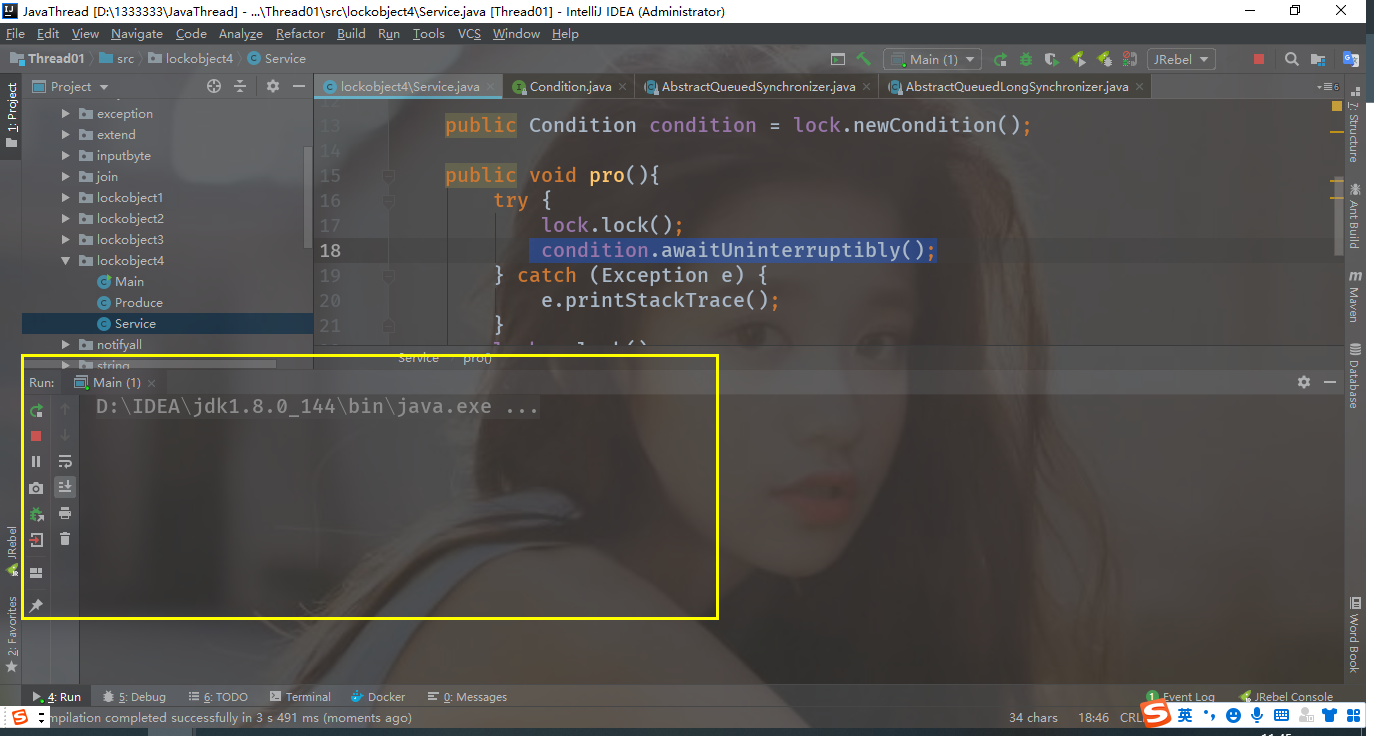 JavaThread [D:\1333333\JavaThread] - ...\Thread01\src\lockobject4\Service.java [Thread01] - IntelliJ IDEA (Administrator)
File Edit View Navigate Code Analyze Refactor Build Run Tools VCS Window Help
Thread01 src lockobject4 Service Main (1) JRebel
Project lockobject4\Service.java Condition.java AbstractQueuedSynchronizer.java AbstractQueuedLongSynchronizer.java 6
1: Project
exception
extend
inputbyte
join
lockobject1
lockobject2
lockobject3
lockobject4
Main
Produce
Service
notifyall
string
12
13 public Condition condition = lock.newCondition();
14
15 public void pro(){
16 try {
17 lock.lock();
18 condition.awaitUninterruptibly();
19 } catch (Exception e) {
20 e.printStackTrace();
21 }
Service pro()
7: Structure
Ant Build
Maven
Database
Word Book
Run: Main (1)
D:\IDEA\jdk1.8.0_144\bin\java.exe ...
JRebel
2: Favorites
4: Run 5: Debug 6: TODO Terminal Docker 0: Messages 1 Event Log JRebel Console
mpilation completed successfully in 3 s 491 ms (moments ago) 34 chars 18:46 CRL
英